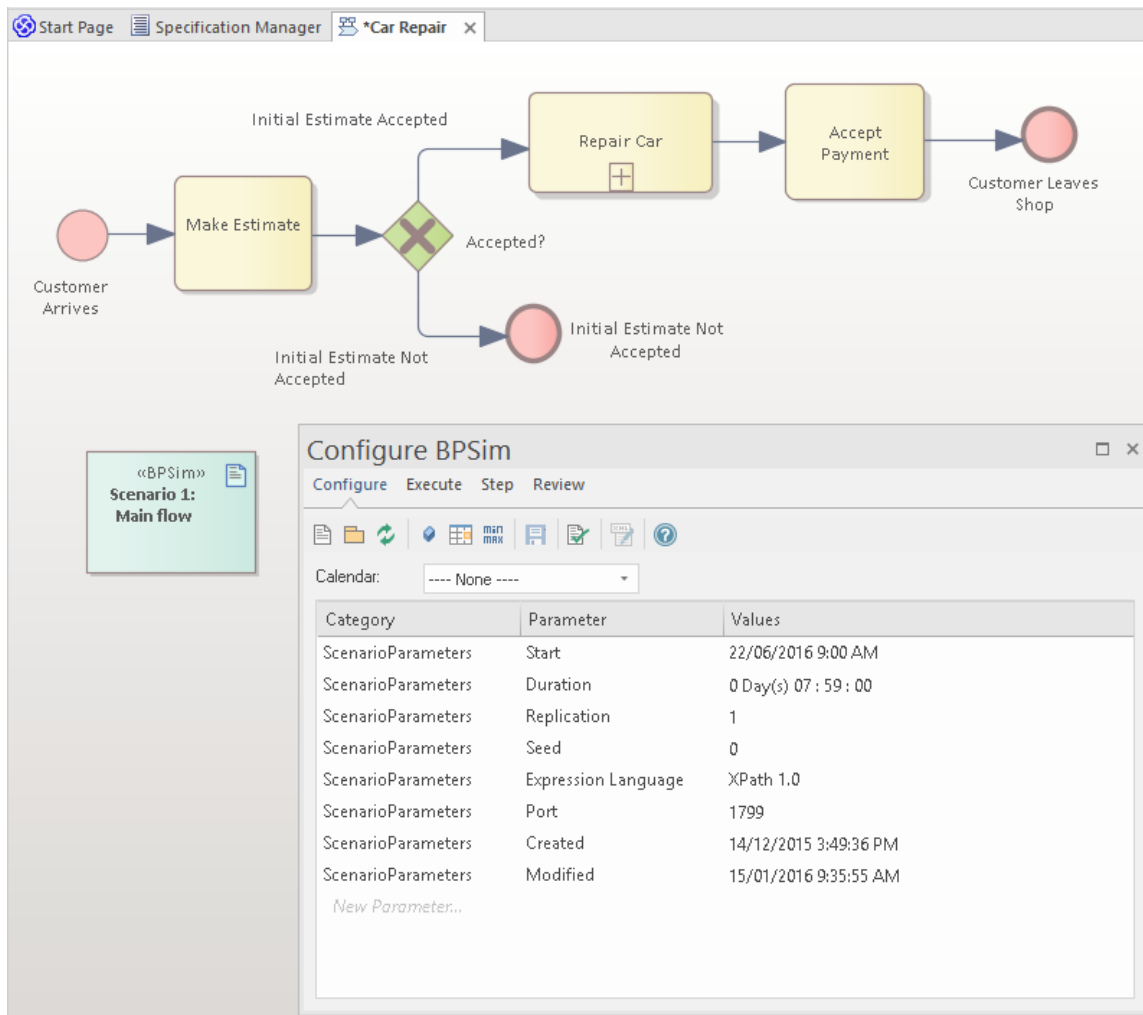 Start Page Specification Manager *Car Repair
Initial Estimate Accepted
Repair Car
Accept
Payment
Customer Leaves
Shop
Make Estimate
Accepted?
Customer
Arrives
Initial Estimate Not
Accepted
Initial Estimate Not
Accepted
«BPSim»
Scenario 1:
Main flow
Configure BPSim
Configure Execute Step Review
min
max
XML
Calendar: ---- None ----
Category Parameter Values
ScenarioParameters Start 22/06/2016 9:00 AM
ScenarioParameters Duration 0 Day(s) 07 : 59 : 00
ScenarioParameters Replication 1
ScenarioParameters Seed 0
ScenarioParameters Expression Language XPath 1.0
ScenarioParameters Port 1799
ScenarioParameters Created 14/12/2015 3:49:36 PM
ScenarioParameters Modified 15/01/2016 9:35:55 AM
New Parameter...